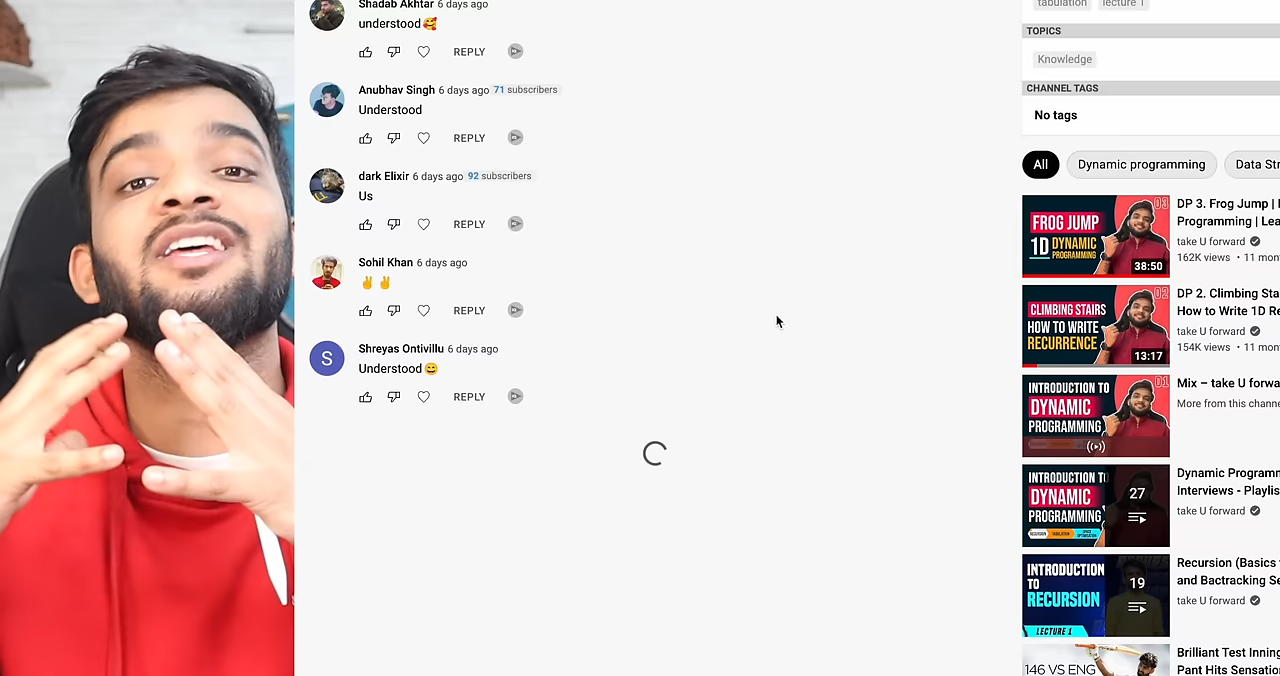 Shadab Akhtar 6 days ago
understood🥰
REPLY
Anubhav Singh 6 days ago 71 subscribers
Understood
REPLY
dark Elixir 6 days ago 92 subscribers
Us
REPLY
Sohil Khan 6 days ago
✌️✌️
REPLY
S
Shreyas Ontivillu 6 days ago
Understood😄
REPLY
tabulation lecture 1
TOPICS
Knowledge
CHANNEL TAGS
No tags
All Dynamic programming Data Str
03
FROG JUMP
1D DYNAMIC
PROGRAMMING
38:50
DP 3. Frog Jump |
Programming | Lea
take U forward
162K views • 11 mon
02
CLIMBING STAIRS
HOW TO WRITE
RECURRENCE
13:17
DP 2. Climbing Sta
How to Write 1D Re
take U forward
154K views • 11 mon
01
INTRODUCTION TO
DYNAMIC
PROGRAMMING
Mix – take U forwa
More from this channe
INTRODUCTION TO
DYNAMIC
PROGRAMMING
RECURSION TABULATION SPACE OPTIMISATION
27
Dynamic Programm
Interviews - Playlis
take U forward
INTRODUCTION
TO
RECURSION
LECTURE 1
19
Recursion (Basics
and Bactracking Se
take U forward
146 VS ENG
Brilliant Test Inning
Pant Hits Sensatio